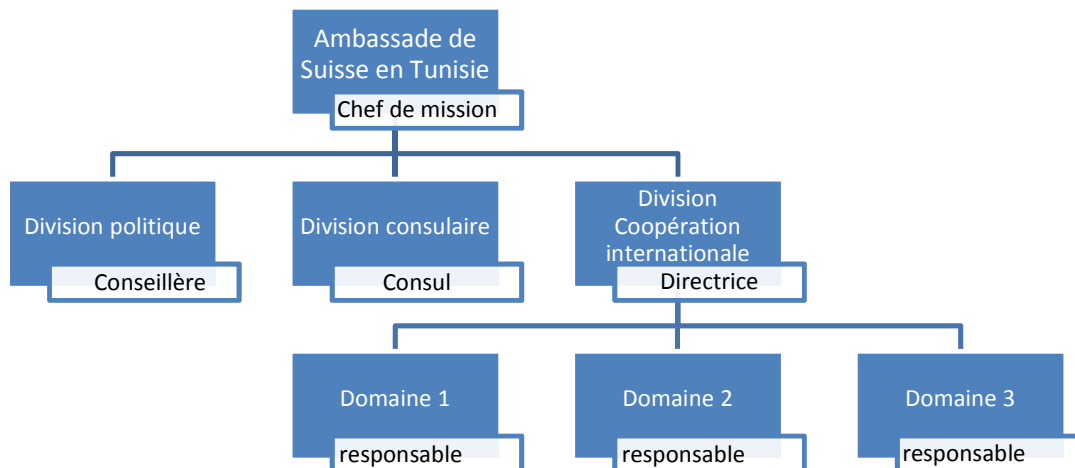 Ambassade de
Suisse en Tunisie
Chef de mission
Division politique
Conseillère
Division consulaire
Consul
Division
Coopération
internationale
Directrice
Domaine 1
responsable
Domaine 2
responsable
Domaine 3
responsable